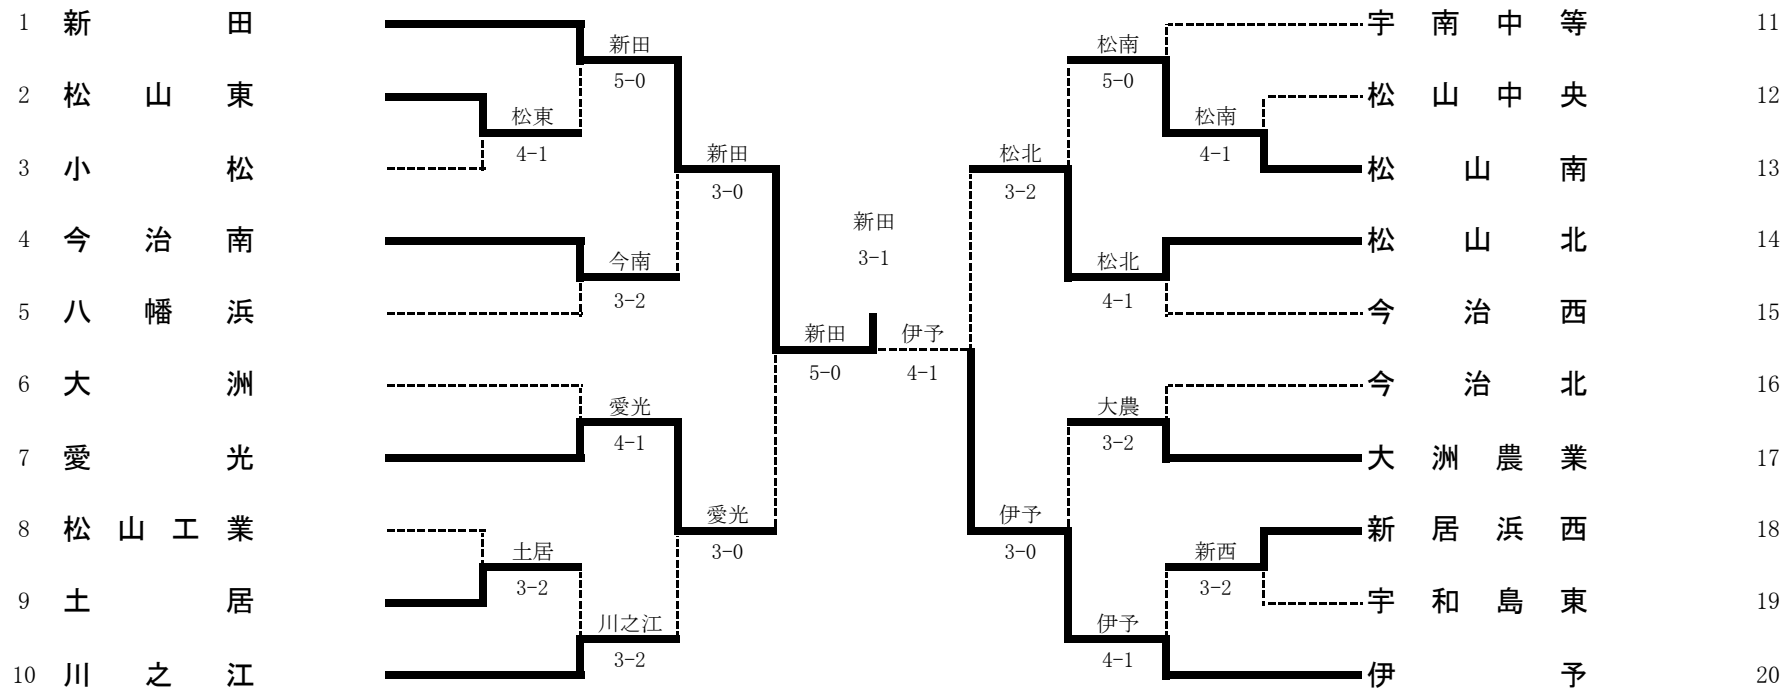 1 新田 新田 松南 宇南中等 11
5-0 5-0
2 松山東 松山中央 12
松東 松南
4-1 4-1
3 小松 新田 松北 松山南 13
3-0 3-2
新田
4 今治南 松山北 14
3-1
今南 松北
3-2 4-1
5 八幡浜 今治西 15
新田 伊予
5-0 4-1
6 大洲 今治北 16
愛光 大農
4-1 3-2
7 愛光 大洲農業 17
愛光 伊予
8 松山工業 新居浜西 18
3-0 3-0
土居 新西
3-2 3-2
9 土居 宇和島東 19
川之江 伊予
3-2 4-1
10 川之江 伊予 20